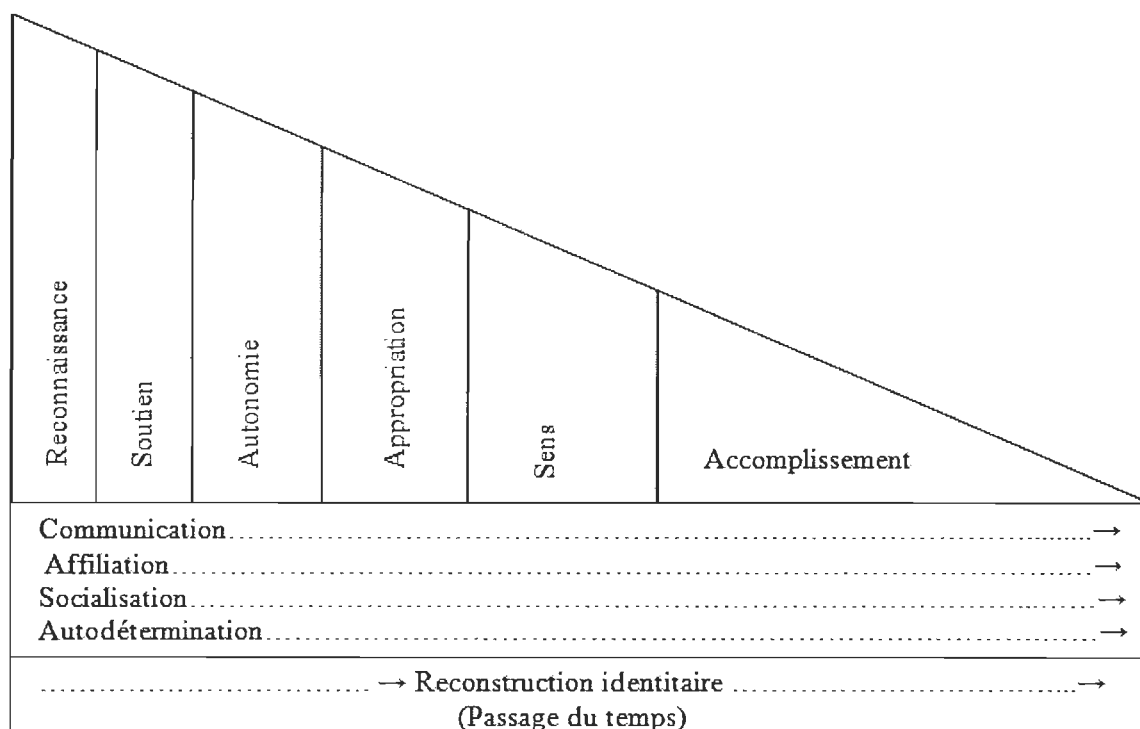 Reconnaissance
Soutien
Autonomie
Appropriation
Sens
Accomplissement
Communication................................→
Affiliation................................→
Socialisation................................→
Autodétermination................................→
................................→ Reconstruction identitaire ................................→
(Passage du temps)